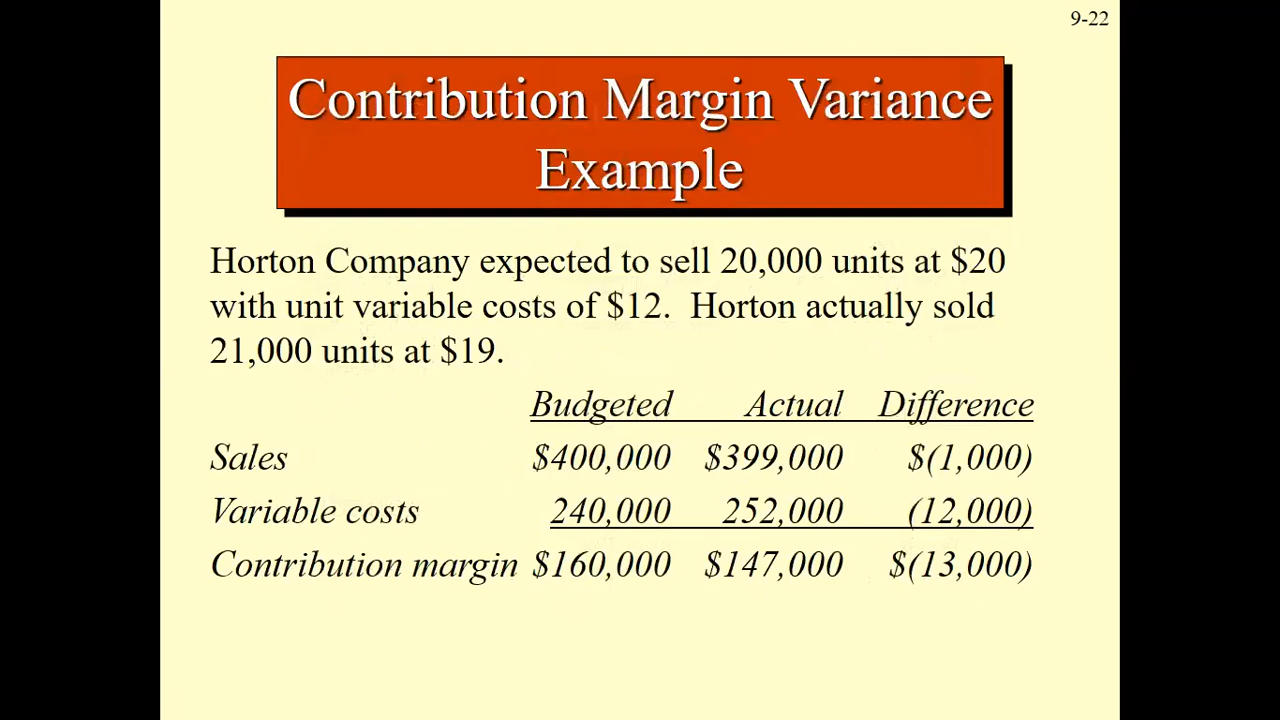 9-22
Contribution Margin Variance
Example
Horton Company expected to sell 20,000 units at $20
with unit variable costs of $12. Horton actually sold
21,000 units at $19.
Budgeted Actual Difference
Sales $400,000 $399,000 $(1,000)
Variable costs 240,000 252,000 (12,000)
Contribution margin $160,000 $147,000 $(13,000)